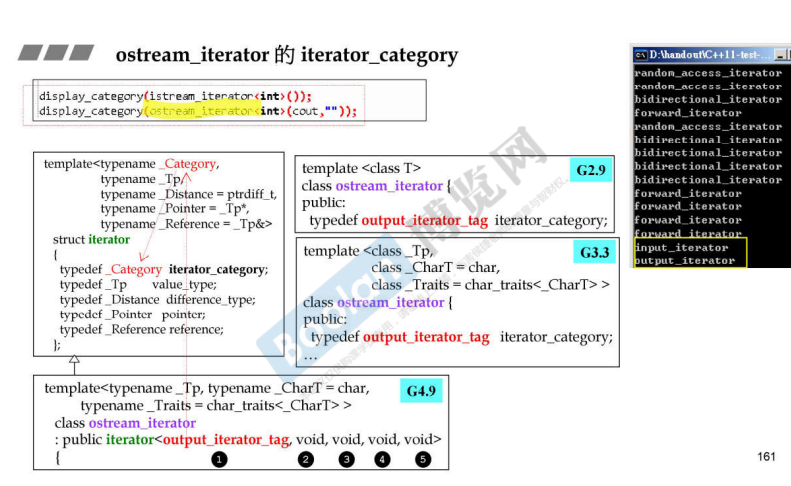 ostream_iterator 的 iterator_category
display_category(istream_iterator<int>());
display_category(ostream_iterator<int>(cout,""));
template<typename _Category,
typename _Tp,
typename _Distance = ptrdiff_t,
typename _Pointer = _Tp*,
typename _Reference = _Tp&>
struct iterator
{
typedef _Category iterator_category;
typedef _Tp value_type;
typedef _Distance difference_type;
typedef _Pointer pointer;
typedef _Reference reference;
};
template <class T>
G2.9
class ostream_iterator {
public:
typedef output_iterator_tag iterator_category;
template <class _Tp,
G3.3
class _CharT = char,
class _Traits = char_traits<_CharT> >
class ostream_iterator {
public:
typedef output_iterator_tag iterator_category;
…
template<typename _Tp, typename _CharT = char,
G4.9
typename _Traits = char_traits<_CharT> >
class ostream_iterator
: public iterator<output_iterator_tag, void, void, void, void>
{ 1 2 3 4 5
D:\handout\C++11-test-...
random_access_iterator
random_access_iterator
bidirectional_iterator
forward_iterator
random_access_iterator
bidirectional_iterator
bidirectional_iterator
bidirectional_iterator
bidirectional_iterator
forward_iterator
forward_iterator
forward_iterator
forward_iterator
input_iterator
output_iterator
Boolan 博览网
161